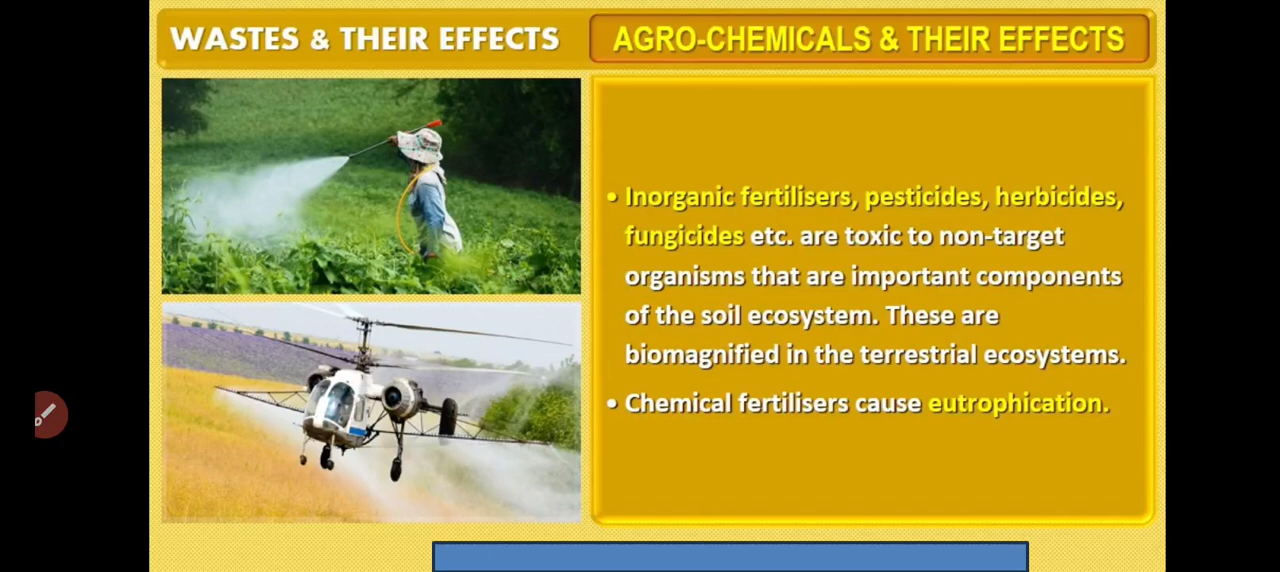 WASTES & THEIR EFFECTS
AGRO-CHEMICALS & THEIR EFFECTS
• Inorganic fertilisers, pesticides, herbicides,
fungicides etc. are toxic to non-target
organisms that are important components
of the soil ecosystem. These are
biomagnified in the terrestrial ecosystems.
• Chemical fertilisers cause eutrophication.